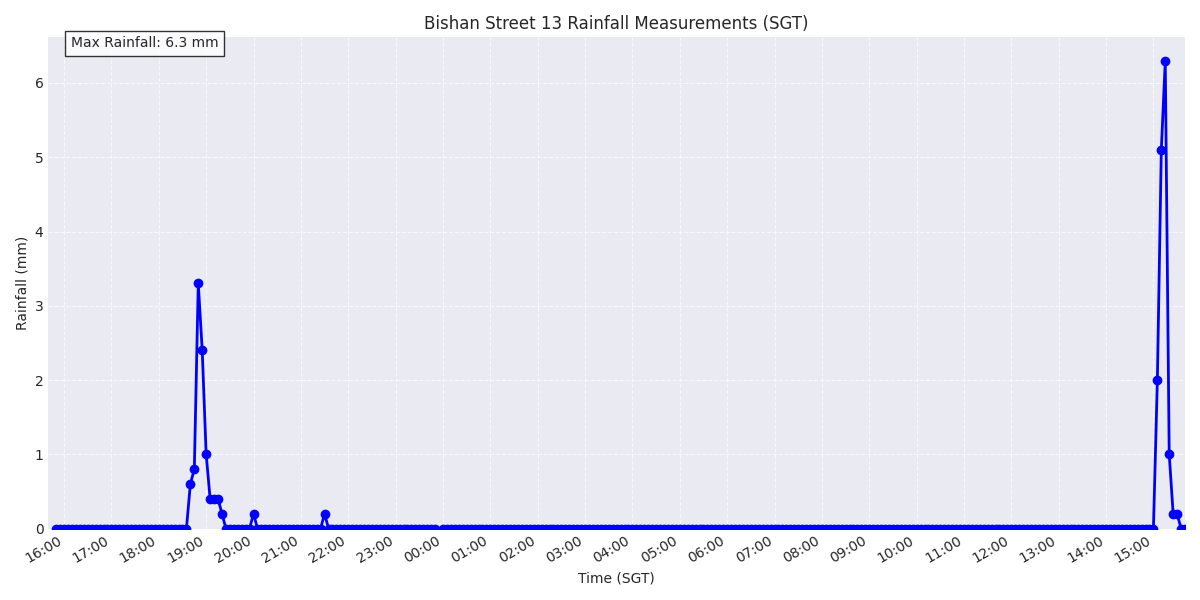 Bishan Street 13 Rainfall Measurements (SGT)
Max Rainfall: 6.3 mm
Rainfall (mm)
6
5
4
3
2
1
0
16:00 17:00 18:00 19:00 20:00 21:00 22:00 23:00 00:00 01:00 02:00 03:00 04:00 05:00 06:00 07:00 08:00 09:00 10:00 11:00 12:00 13:00 14:00 15:00
Time (SGT)